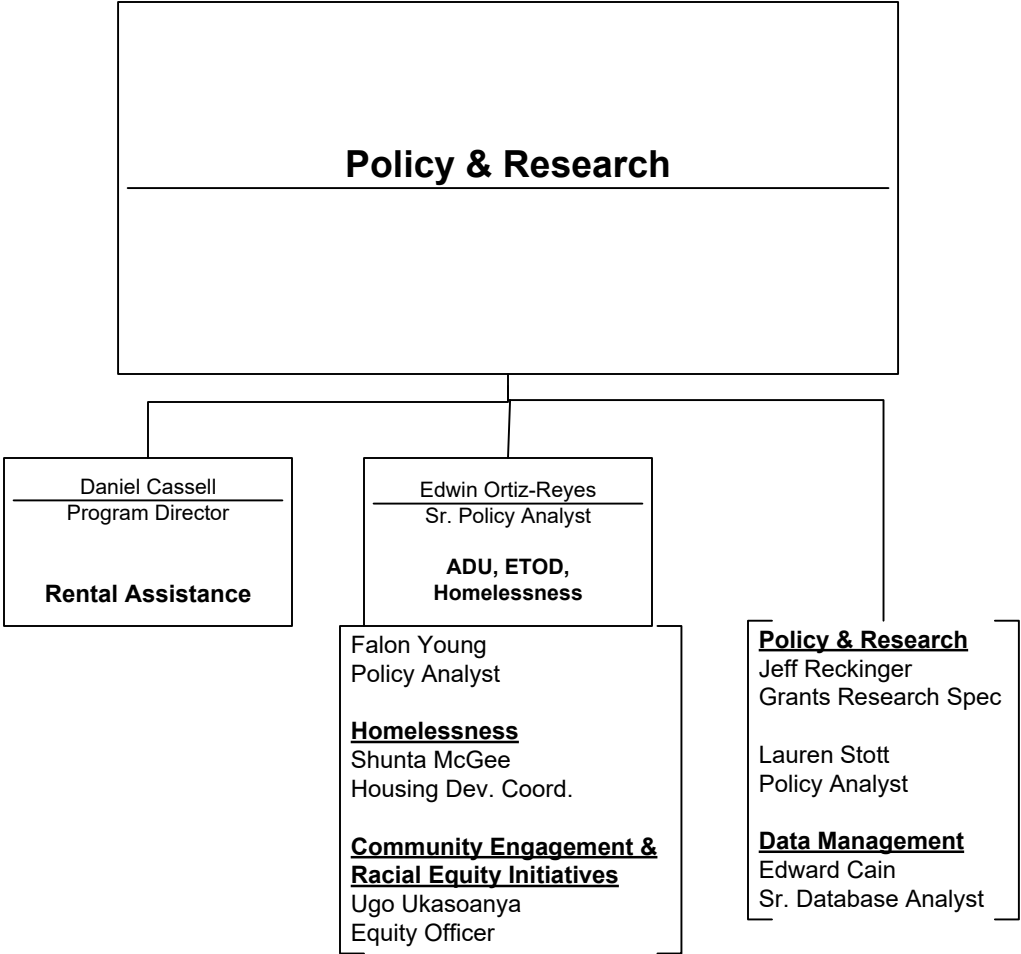 Policy & Research
Daniel Cassell
Program Director
Rental Assistance
Edwin Ortiz-Reyes
Sr. Policy Analyst
ADU, ETOD,
Homelessness
Falon Young
Policy Analyst
Homelessness
Shunta McGee
Housing Dev. Coord.
Community Engagement &
Racial Equity Initiatives
Ugo Ukasoanya
Equity Officer
Policy & Research
Jeff Reckinger
Grants Research Spec
Lauren Stott
Policy Analyst
Data Management
Edward Cain
Sr. Database Analyst